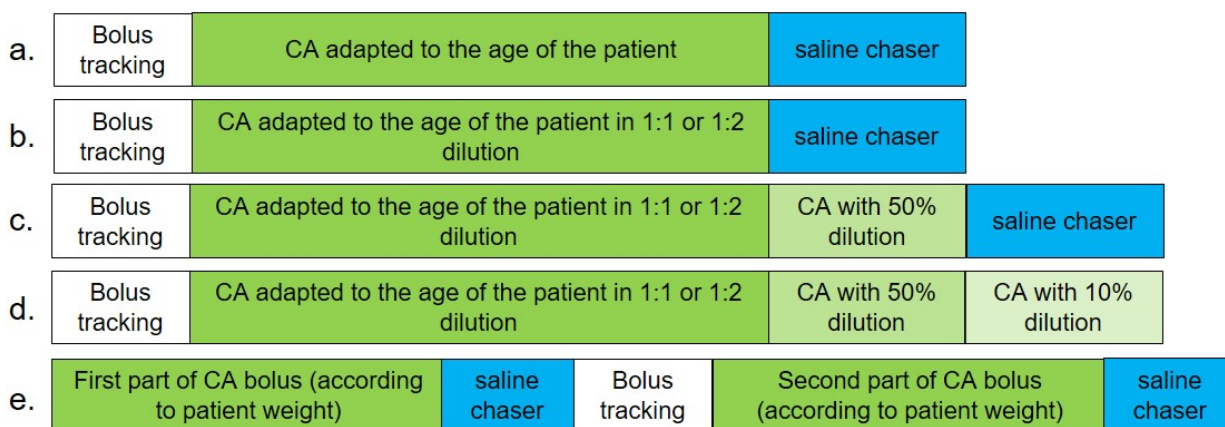 a.
Bolus
tracking
CA adapted to the age of the patient
saline chaser
b.
Bolus
tracking
CA adapted to the age of the patient in 1:1 or 1:2
dilution
saline chaser
c.
Bolus
tracking
CA adapted to the age of the patient in 1:1 or 1:2
dilution
CA with 50%
dilution
saline chaser
d.
Bolus
tracking
CA adapted to the age of the patient in 1:1 or 1:2
dilution
CA with 50%
dilution
CA with 10%
dilution
e.
First part of CA bolus (according
to patient weight)
saline
chaser
Bolus
tracking
Second part of CA bolus
(according to patient weight)
saline
chaser